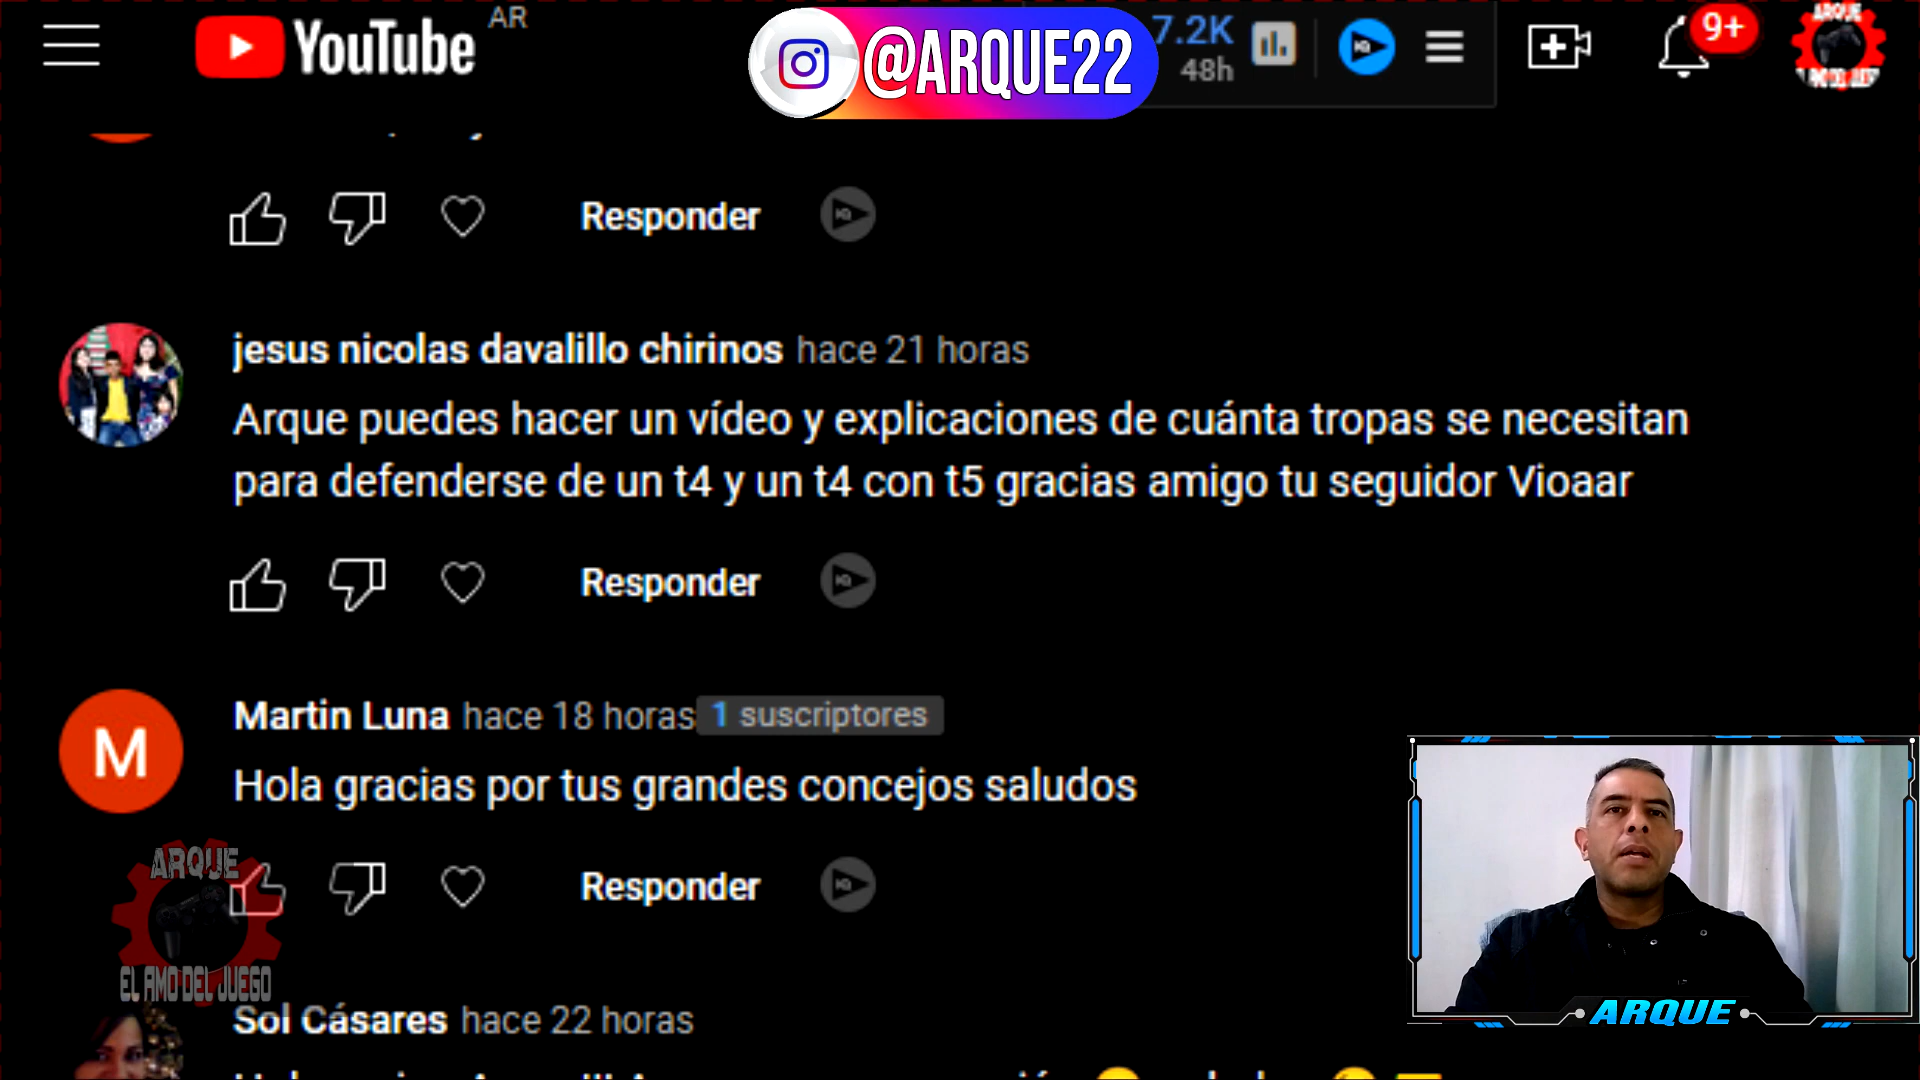 YouTube AR
@ARQUE22
7.2K
48h
9+
ARQUE
Responder
jesus nicolas davalillo chirinos hace 21 horas
Arque puedes hacer un vídeo y explicaciones de cuánta tropas se necesitan
para defenderse de un t4 y un t4 con t5 gracias amigo tu seguidor Vioaar
Responder
M
Martin Luna hace 18 horas 1 suscriptores
Hola gracias por tus grandes concejos saludos
Responder
ARQUE
EL AMO DEL JUEGO
Sol Cásares hace 22 horas
ARQUE